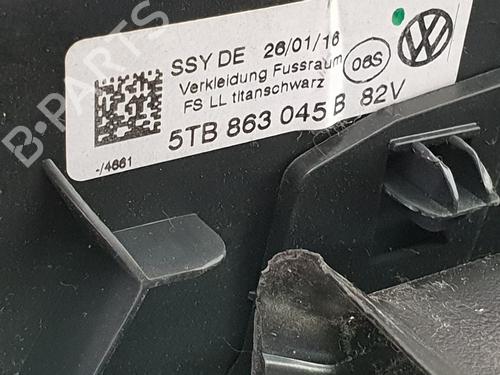 B-PARTS
SSY DE 26/01/16
Verkleidung Fussraum
FS LL titanschwarz
06S
5TB 863 045 B 82V
-/4661